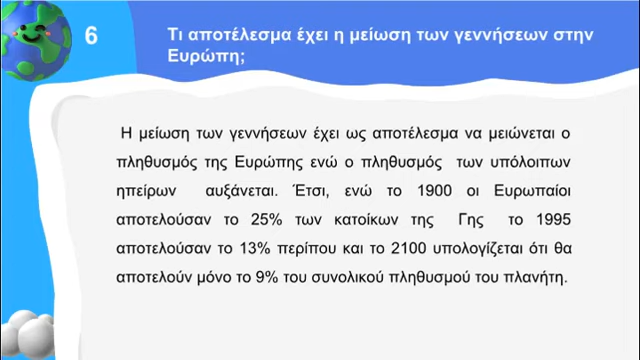 6
Τι αποτέλεσμα έχει η μείωση των γεννήσεων στην
Ευρώπη;
Η μείωση των γεννήσεων έχει ως αποτέλεσμα να μειώνεται ο
πληθυσμός της Ευρώπης ενώ ο πληθυσμός των υπόλοιπων
ηπείρων αυξάνεται. Έτσι, ενώ το 1900 οι Ευρωπαίοι
αποτελούσαν το 25% των κατοίκων της Γης το 1995
αποτελούσαν το 13% περίπου και το 2100 υπολογίζεται ότι θα
αποτελούν μόνο το 9% του συνολικού πληθυσμού του πλανήτη.